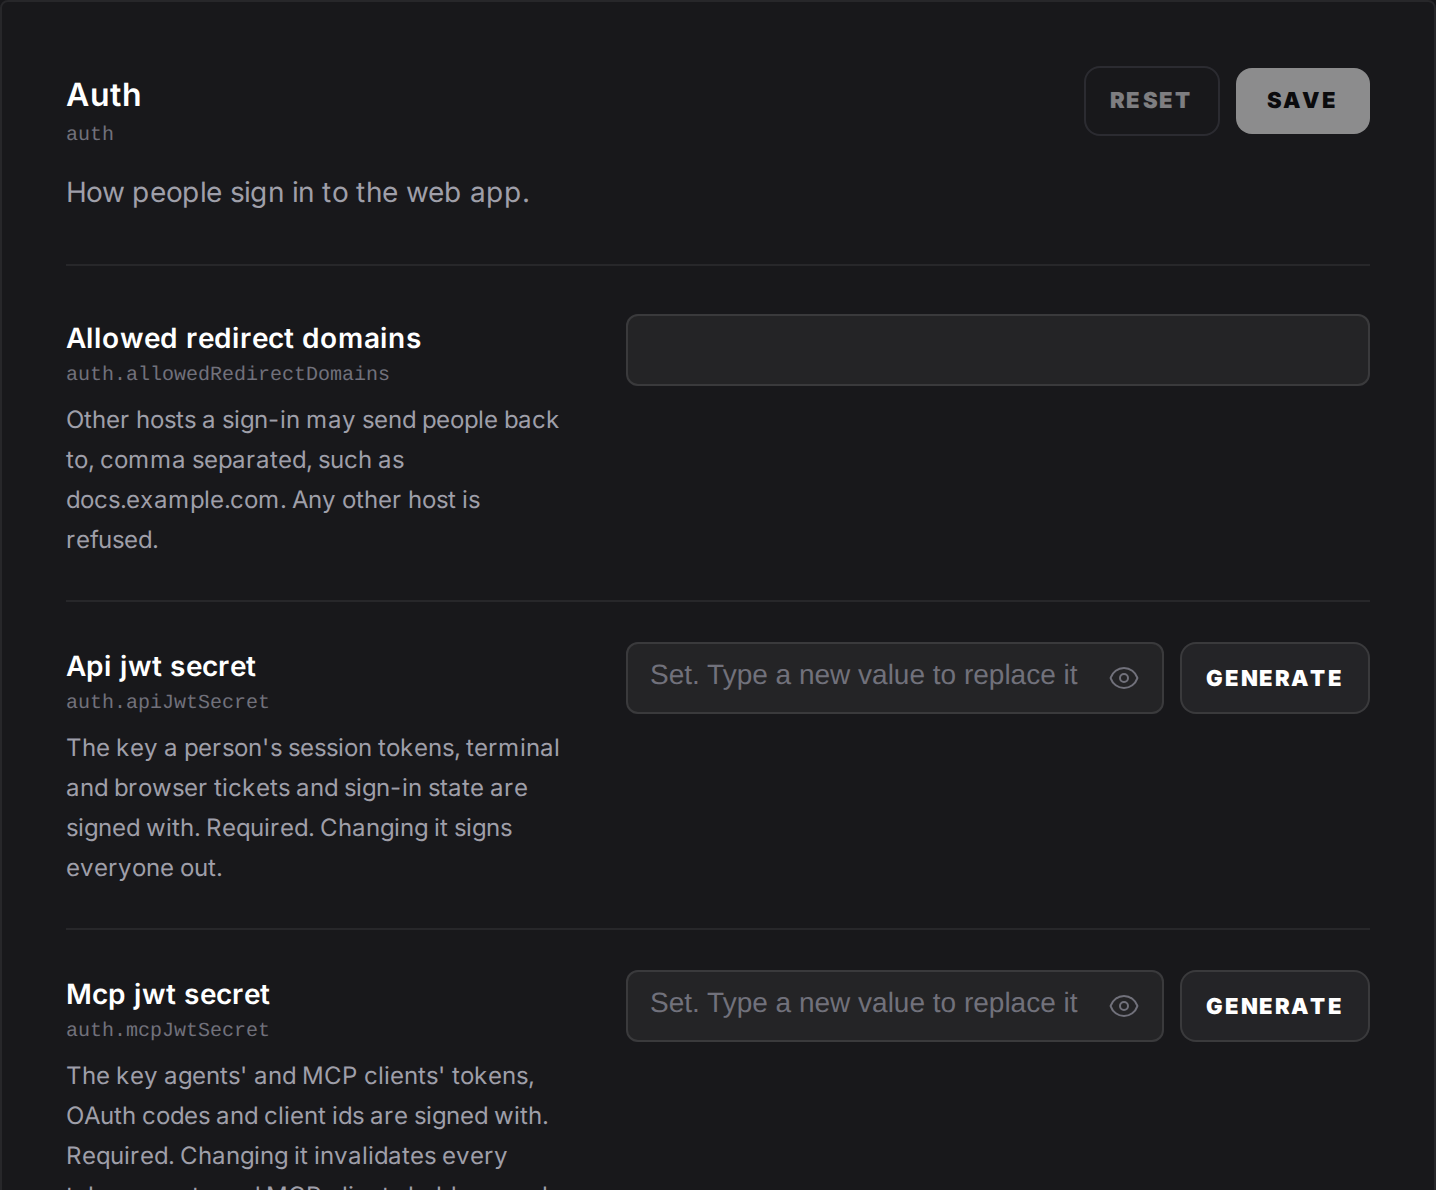 Auth
auth
RESET
SAVE
How people sign in to the web app.
Allowed redirect domains
auth.allowedRedirectDomains
Other hosts a sign-in may send people back
to, comma separated, such as
docs.example.com. Any other host is
refused.
Api jwt secret
auth.apiJwtSecret
Set. Type a new value to replace it
GENERATE
The key a person's session tokens, terminal
and browser tickets and sign-in state are
signed with. Required. Changing it signs
everyone out.
Mcp jwt secret
auth.mcpJwtSecret
Set. Type a new value to replace it
GENERATE
The key agents' and MCP clients' tokens,
OAuth codes and client ids are signed with.
Required. Changing it invalidates every